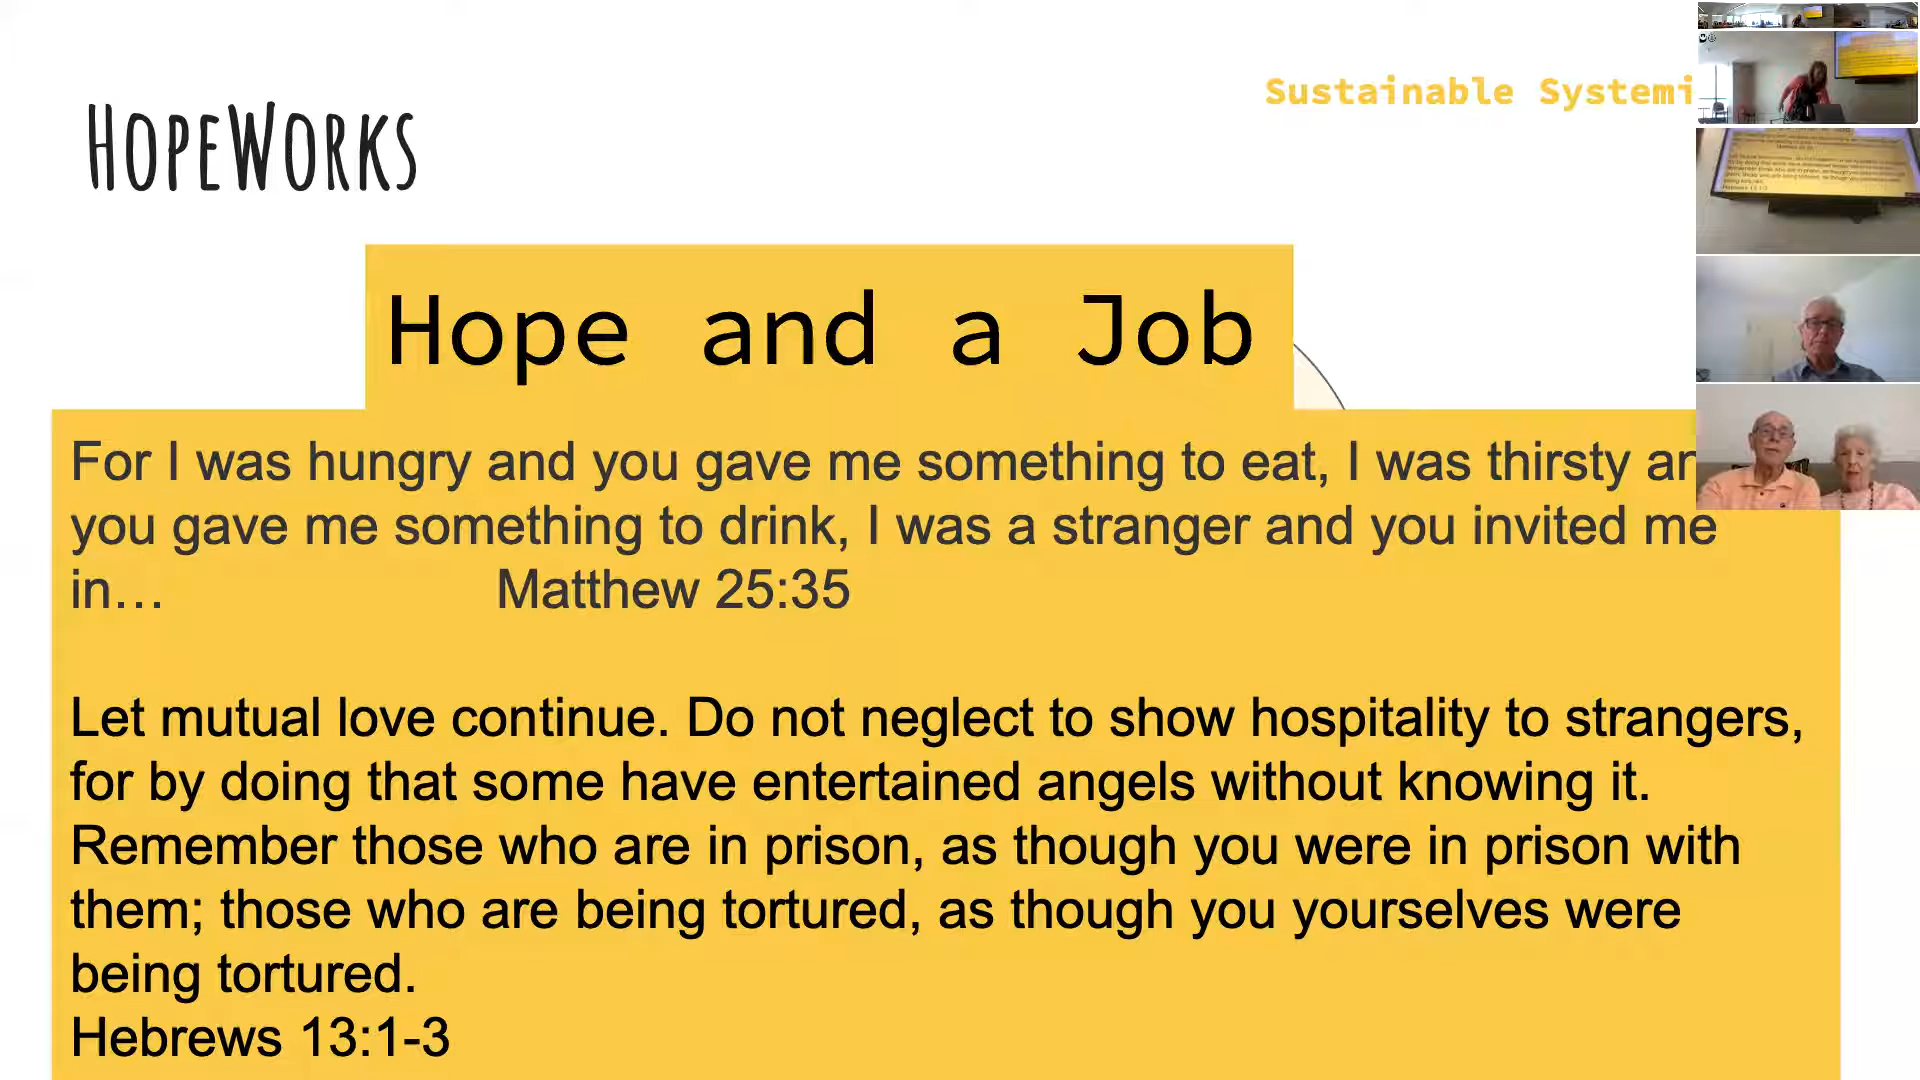 Sustainable Systemi
HopeWorks
Hope and a Job
For I was hungry and you gave me something to eat, I was thirsty an
you gave me something to drink, I was a stranger and you invited me
in… Matthew 25:35
Let mutual love continue. Do not neglect to show hospitality to strangers,
for by doing that some have entertained angels without knowing it.
Remember those who are in prison, as though you were in prison with
them; those who are being tortured, as though you yourselves were
being tortured.
Hebrews 13:1-3